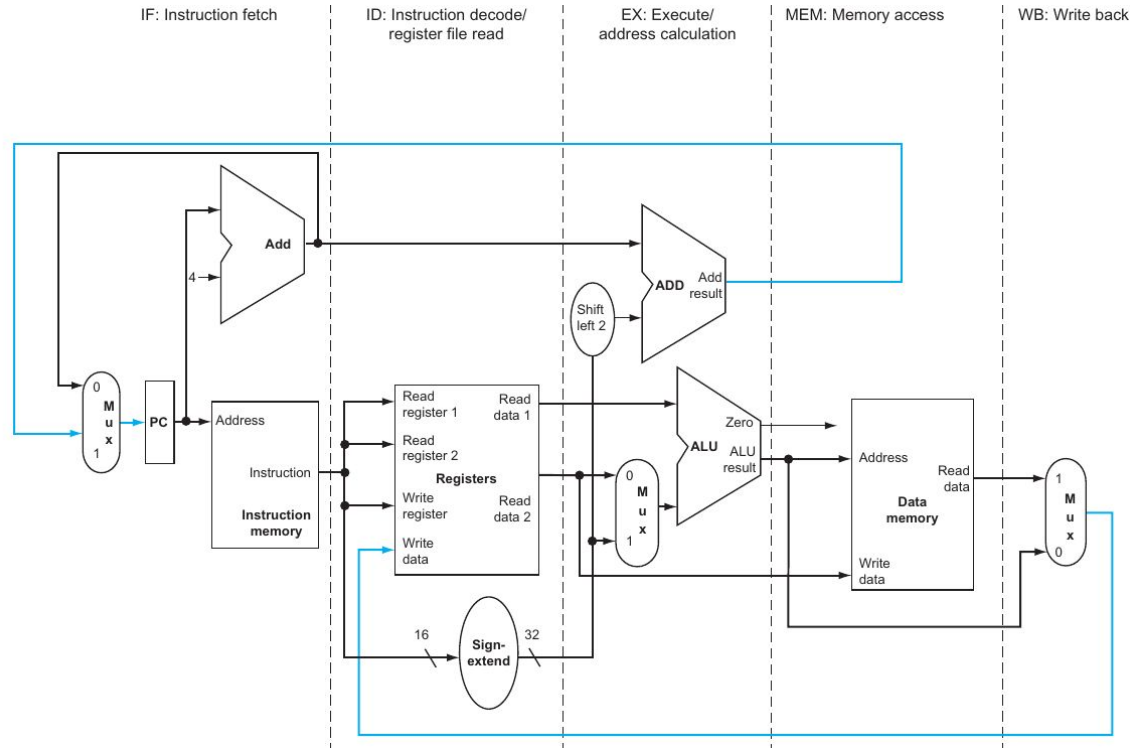 IF: Instruction fetch
ID: Instruction decode/
register file read
EX: Execute/
address calculation
MEM: Memory access
WB: Write back
Add
4
ADD
Add
result
Shift
left 2
0
M
u
x
1
PC
Address
Instruction
Instruction
memory
Read
register 1
Read
register 2
Write
register
Write
data
Registers
Read
data 1
Read
data 2
0
M
u
x
1
Zero
ALU
ALU
result
Address
Read
data
Data
memory
Write
data
1
M
u
x
0
16
Sign-
extend
32